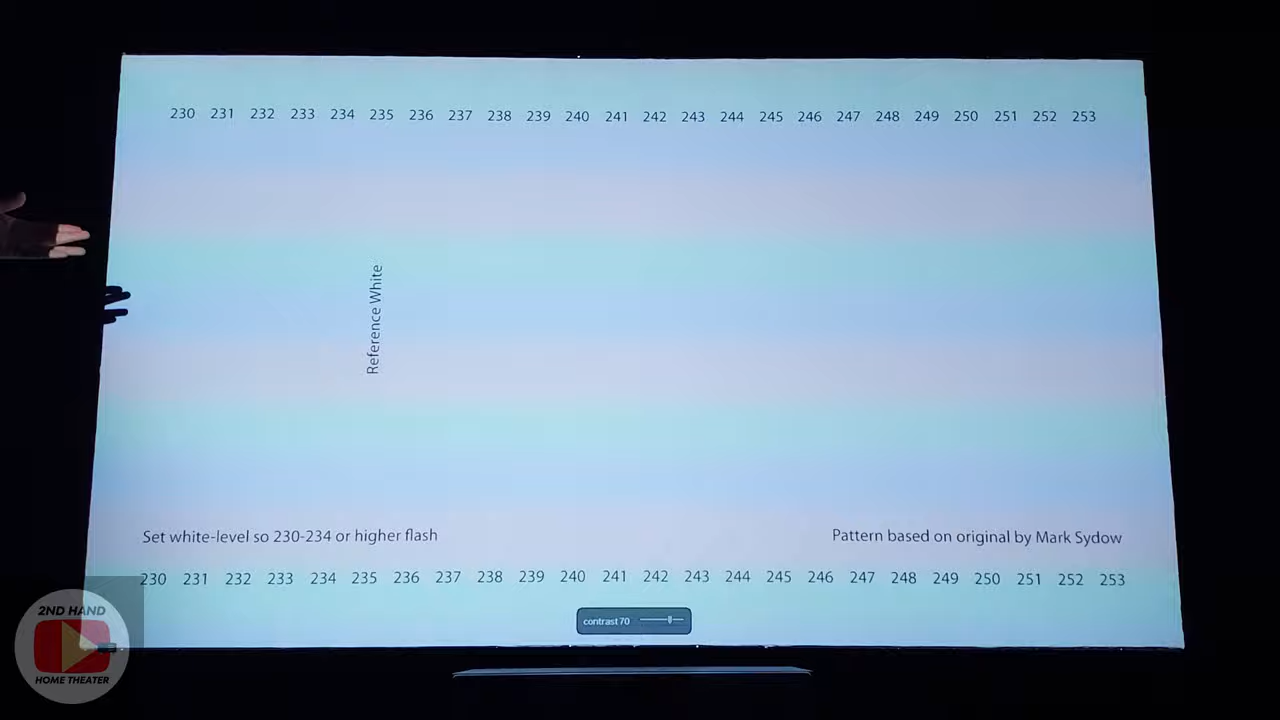 230 231 232 233 234 235 236 237 238 239 240 241 242 243 244 245 246 247 248 249 250 251 252 253
Reference White
Set white-level so 230-234 or higher flash
Pattern based on original by Mark Sydow
230 231 232 233 234 235 236 237 238 239 240 241 242 243 244 245 246 247 248 249 250 251 252 253
contrast 70
2ND HAND
HOME THEATER